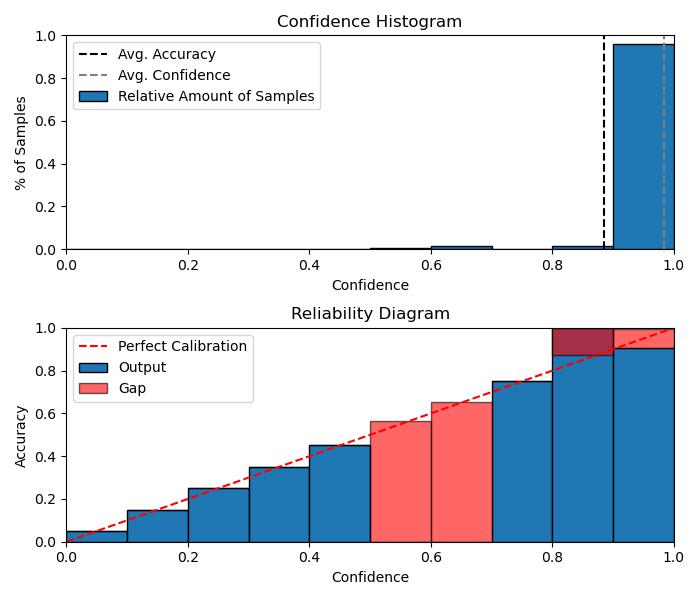 Confidence Histogram
1.0
0.8
0.6
0.4
0.2
0.0
% of Samples
Avg. Accuracy
Avg. Confidence
Relative Amount of Samples
0.0 0.2 0.4 0.6 0.8 1.0
Confidence
Reliability Diagram
1.0
0.8
0.6
0.4
0.2
0.0
Accuracy
Perfect Calibration
Output
Gap
0.0 0.2 0.4 0.6 0.8 1.0
Confidence